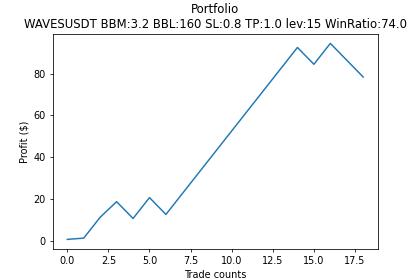 Portfolio
WAVESUSDT BBM:3.2 BBL:160 SL:0.8 TP:1.0 lev:15 WinRatio:74.0
80
60
40
20
0
Profit ($)
0.0 2.5 5.0 7.5 10.0 12.5 15.0 17.5
Trade counts